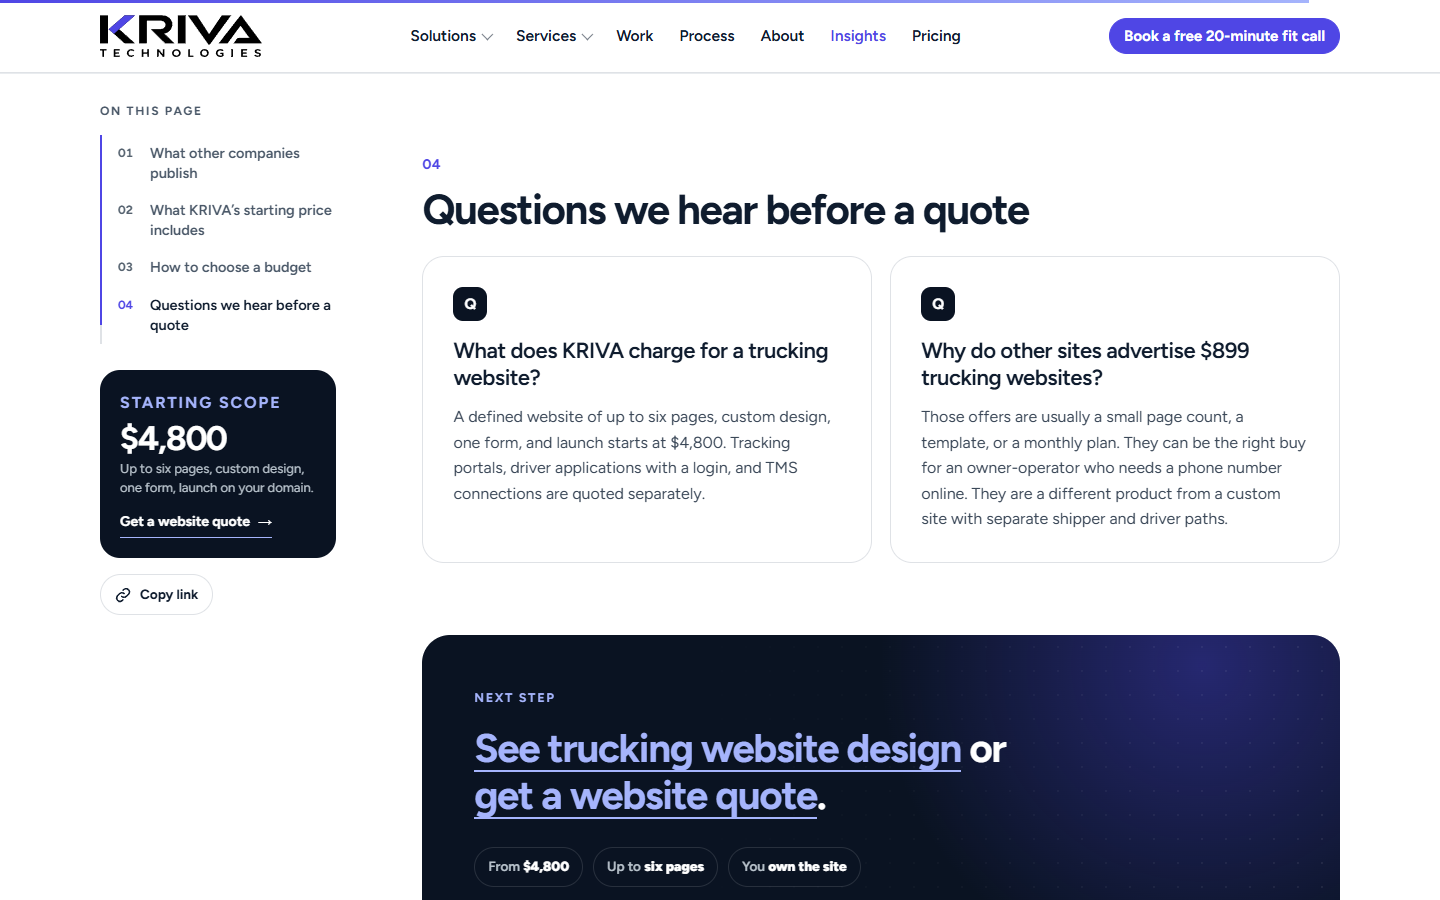 KRIVA
TECHNOLOGIES
Solutions
Services
Work
Process
About
Insights
Pricing
Book a free 20-minute fit call
ON THIS PAGE
01
What other companies
publish
02
What KRIVA’s starting price
includes
03
How to choose a budget
04
Questions we hear before a
quote
STARTING SCOPE
$4,800
Up to six pages, custom design,
one form, launch on your domain.
Get a website quote →
Copy link
04
Questions we hear before a quote
Q
What does KRIVA charge for a trucking
website?
A defined website of up to six pages, custom design,
one form, and launch starts at $4,800. Tracking
portals, driver applications with a login, and TMS
connections are quoted separately.
Q
Why do other sites advertise $899
trucking websites?
Those offers are usually a small page count, a
template, or a monthly plan. They can be the right buy
for an owner-operator who needs a phone number
online. They are a different product from a custom
site with separate shipper and driver paths.
NEXT STEP
See trucking website design or
get a website quote.
From $4,800
Up to six pages
You own the site